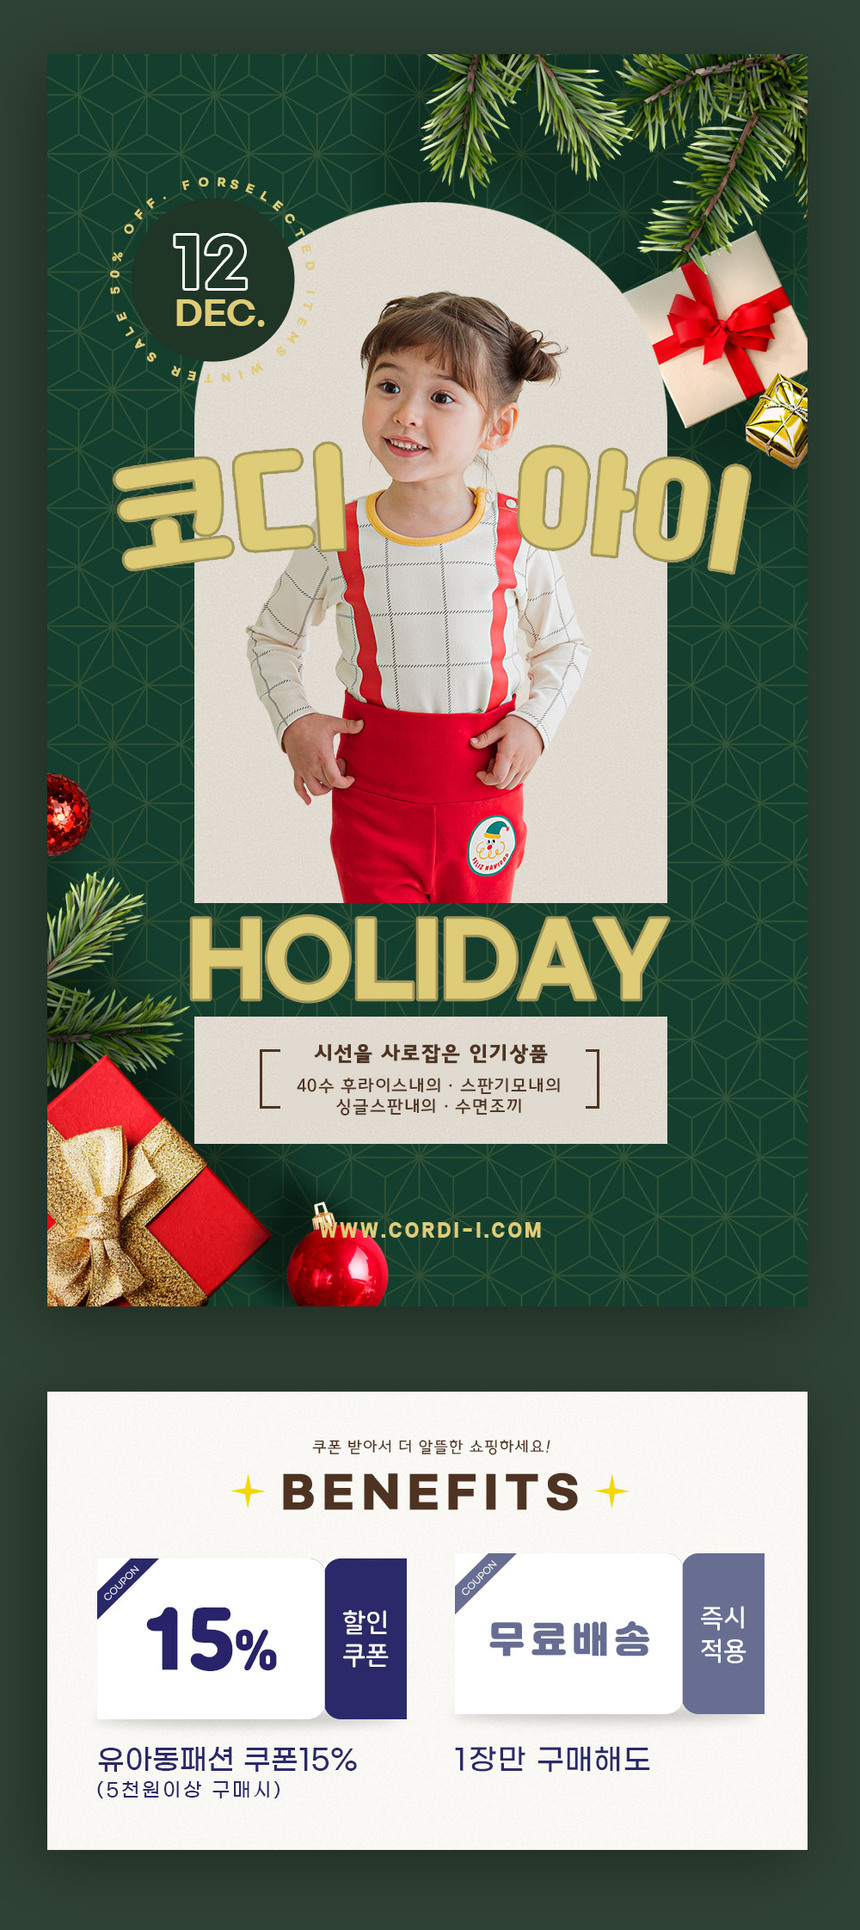 WINTER SALE 50% OFF. FORSELECTED ITEMS
12
DEC.
코디 아이
FELIZ NAVIDAD
HOLIDAY
시선을 사로잡은 인기상품
40수 후라이스내의 · 스판기모내의
싱글스판내의 · 수면조끼
WWW.CORDI-I.COM
쿠폰 받아서 더 알뜰한 쇼핑하세요!
BENEFITS
COUPON
15%
할인
쿠폰
유아동패션 쿠폰15%
(5천원이상 구매시)
COUPON
무료배송
즉시
적용
1장만 구매해도